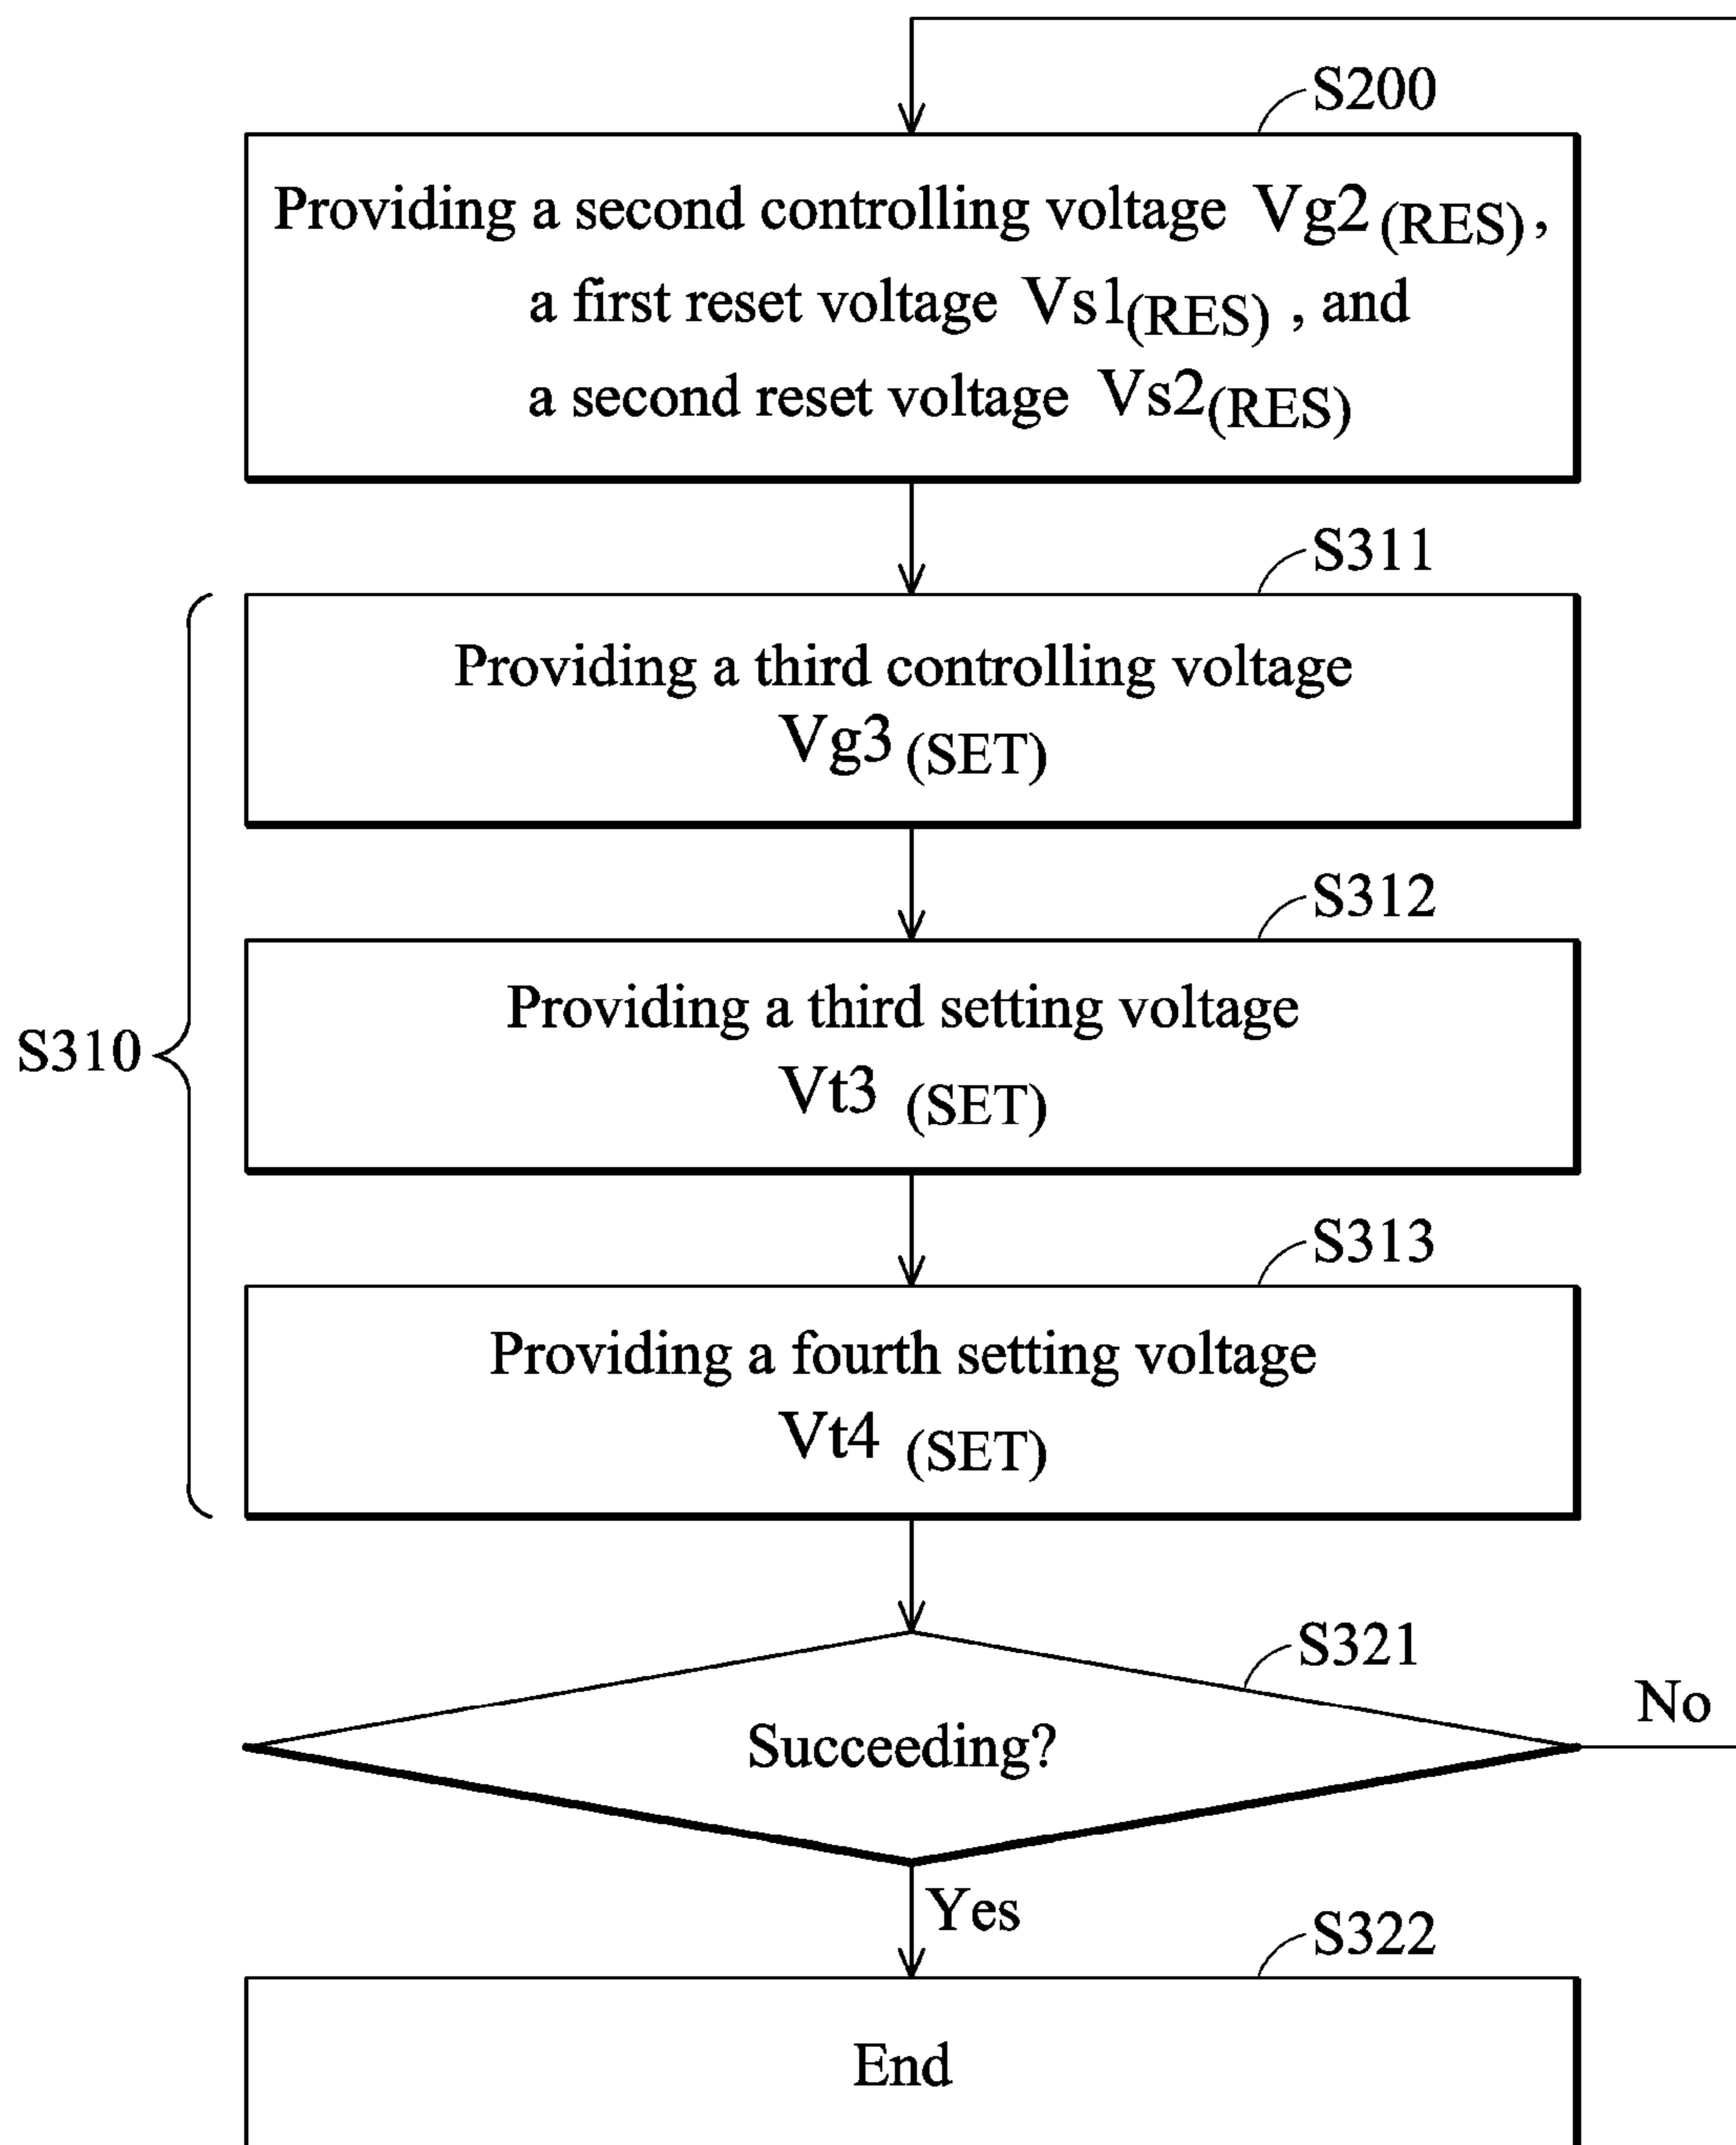 S200
Providing a second controlling voltage Vg2 (RES),
a first reset voltage Vs1(RES) , and
a second reset voltage Vs2(RES)
S311
Providing a third controlling voltage
Vg3 (SET)
S312
Providing a third setting voltage
Vt3 (SET)
S310
S313
Providing a fourth setting voltage
Vt4 (SET)
S321
Succeeding?
No
Yes
S322
End